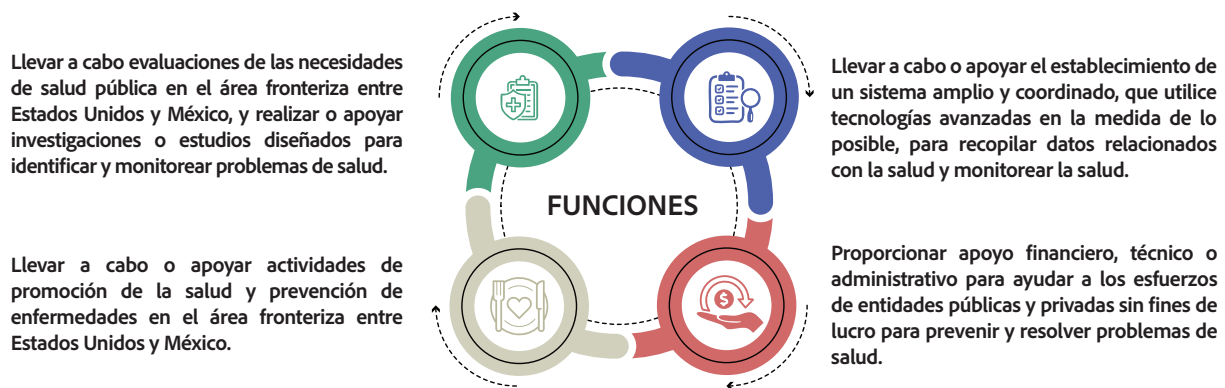 Llevar a cabo evaluaciones de las necesidades
de salud pública en el área fronteriza entre
Estados Unidos y México, y realizar o apoyar
investigaciones o estudios diseñados para
identificar y monitorear problemas de salud.
Llevar a cabo o apoyar el establecimiento de
un sistema amplio y coordinado, que utilice
tecnologías avanzadas en la medida de lo
posible, para recopilar datos relacionados
con la salud y monitorear la salud.
FUNCIONES
Llevar a cabo o apoyar actividades de
promoción de la salud y prevención de
enfermedades en el área fronteriza entre
Estados Unidos y México.
Proporcionar apoyo financiero, técnico o
administrativo para ayudar a los esfuerzos
de entidades públicas y privadas sin fines de
lucro para prevenir y resolver problemas de
salud.
$